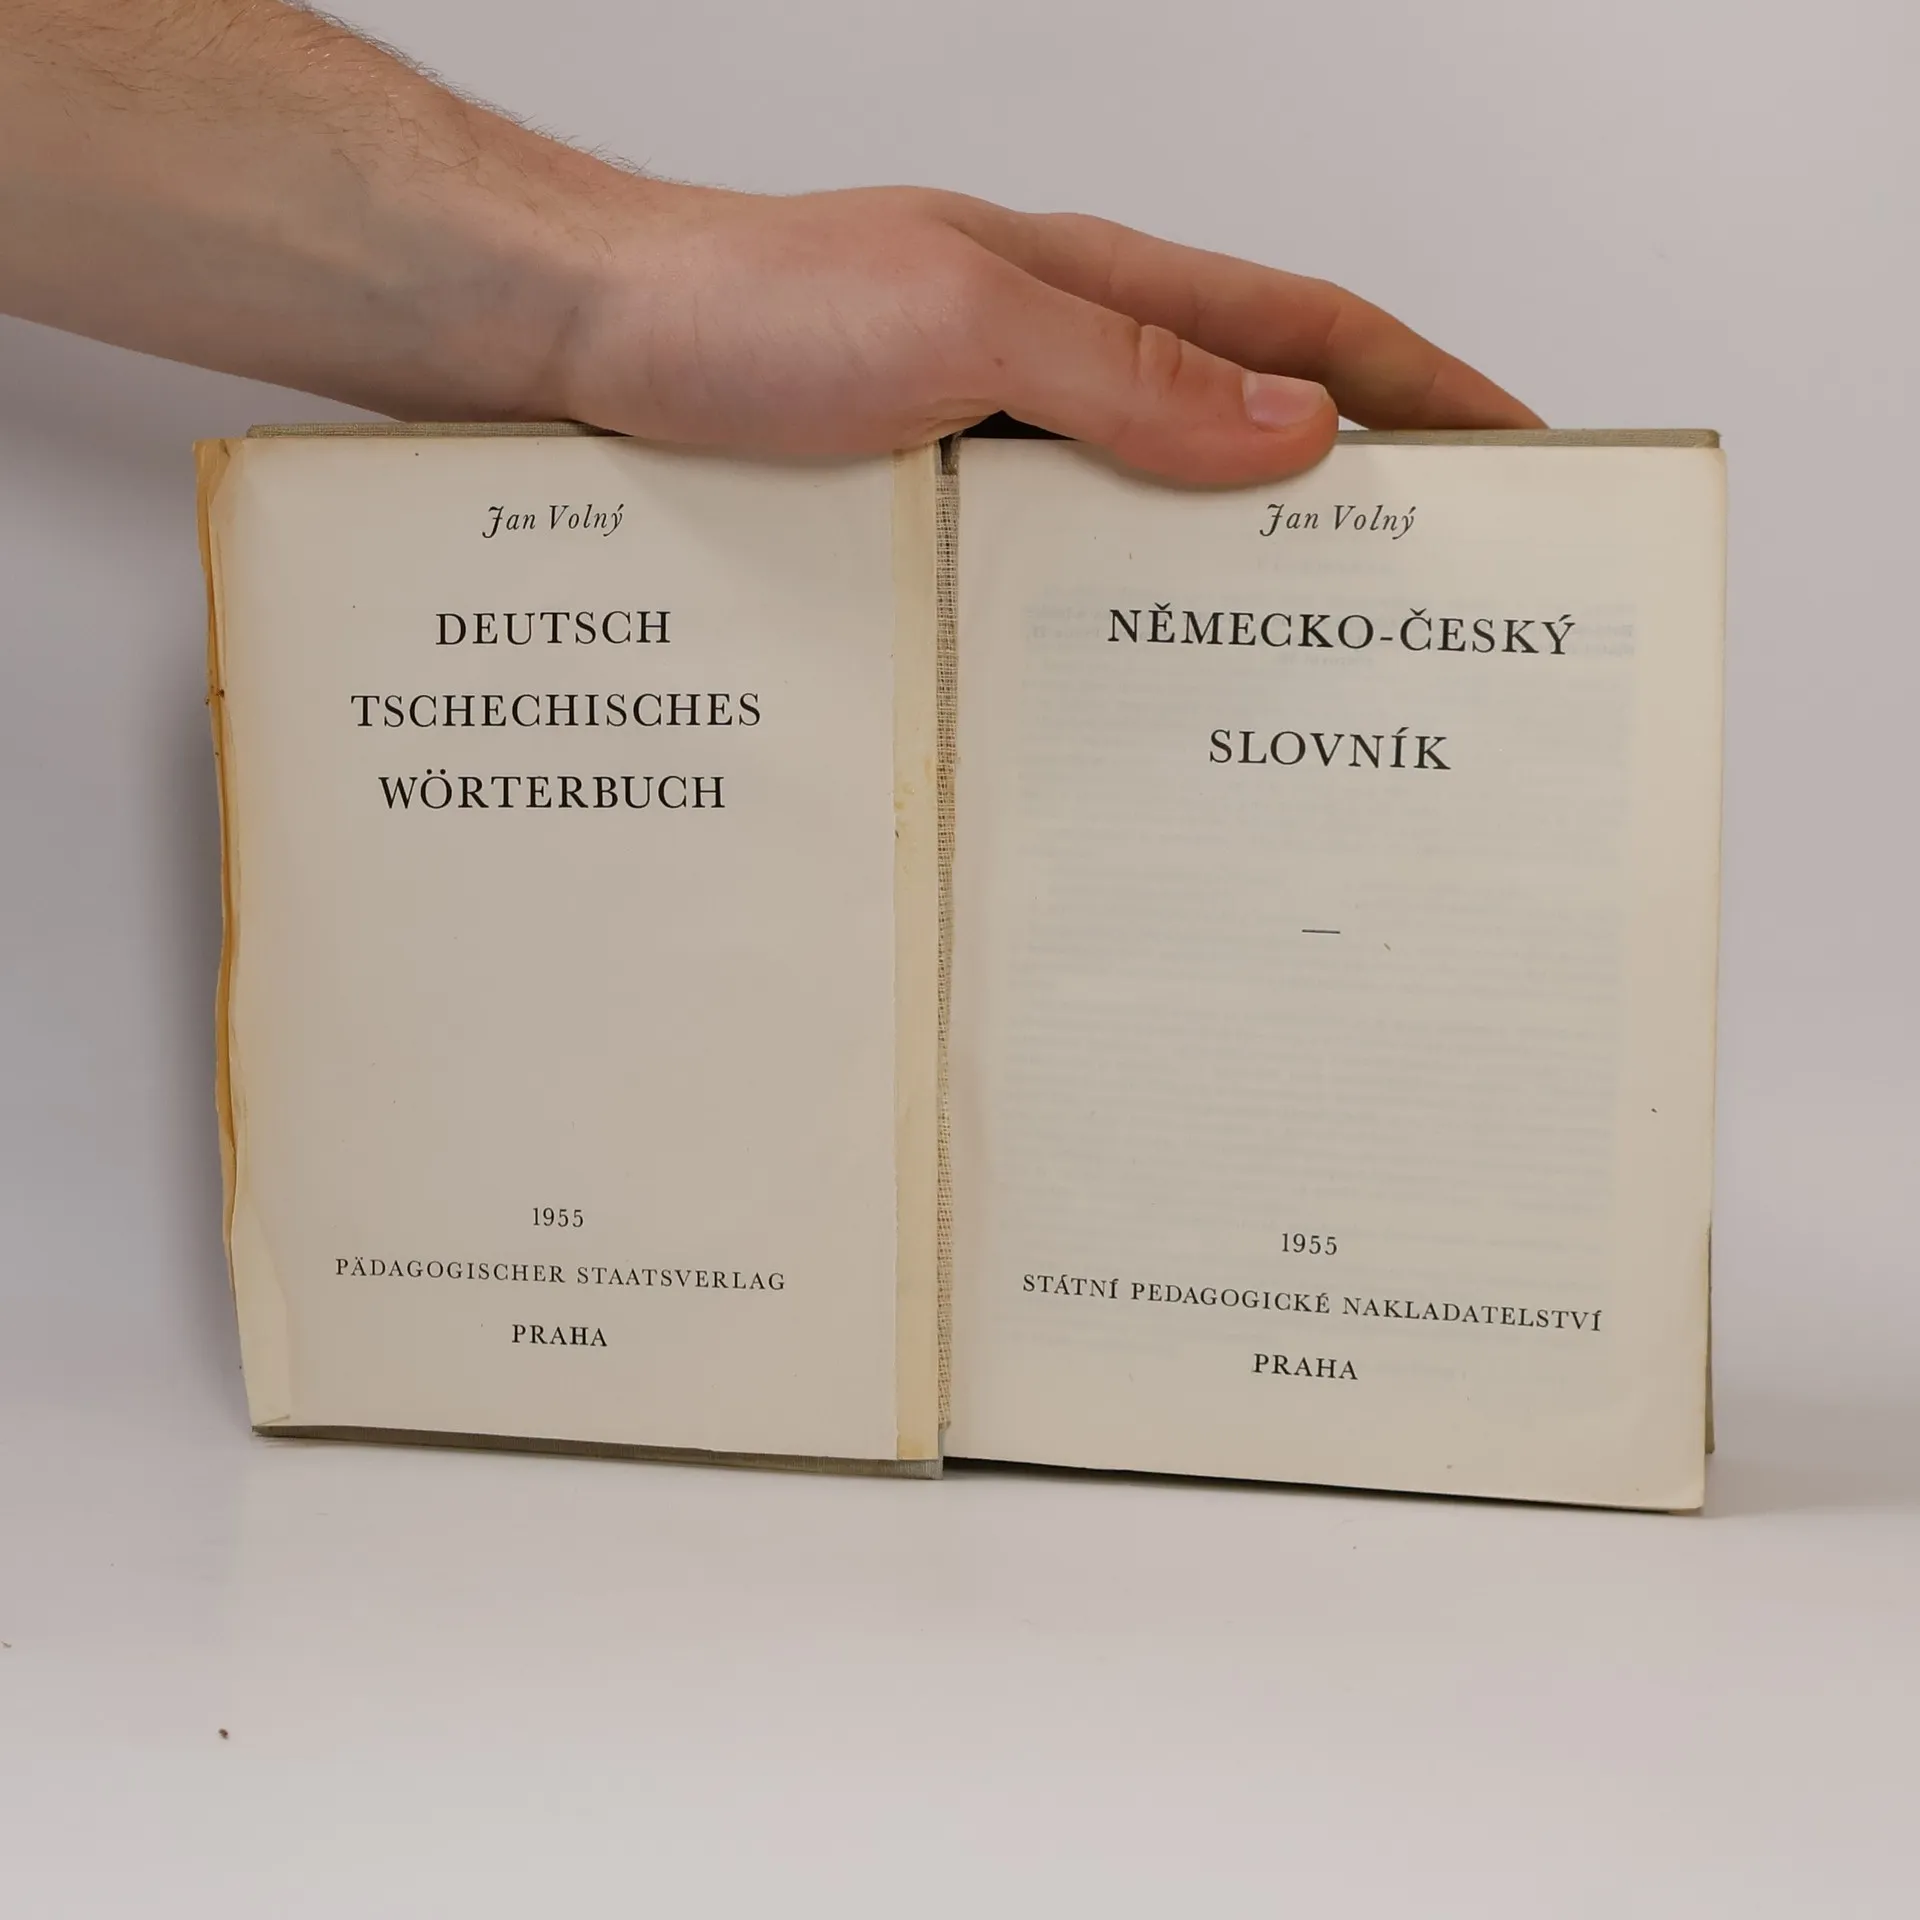 Jan Volný
DEUTSCH
TSCHECHISCHES
WÖRTERBUCH
1955
PÄDAGOGISCHER STAATSVERLAG
PRAHA
Jan Volný
NĚMECKO-ČESKÝ
SLOVNÍK
—
1955
STÁTNÍ PEDAGOGICKÉ NAKLADATELSTVÍ
PRAHA